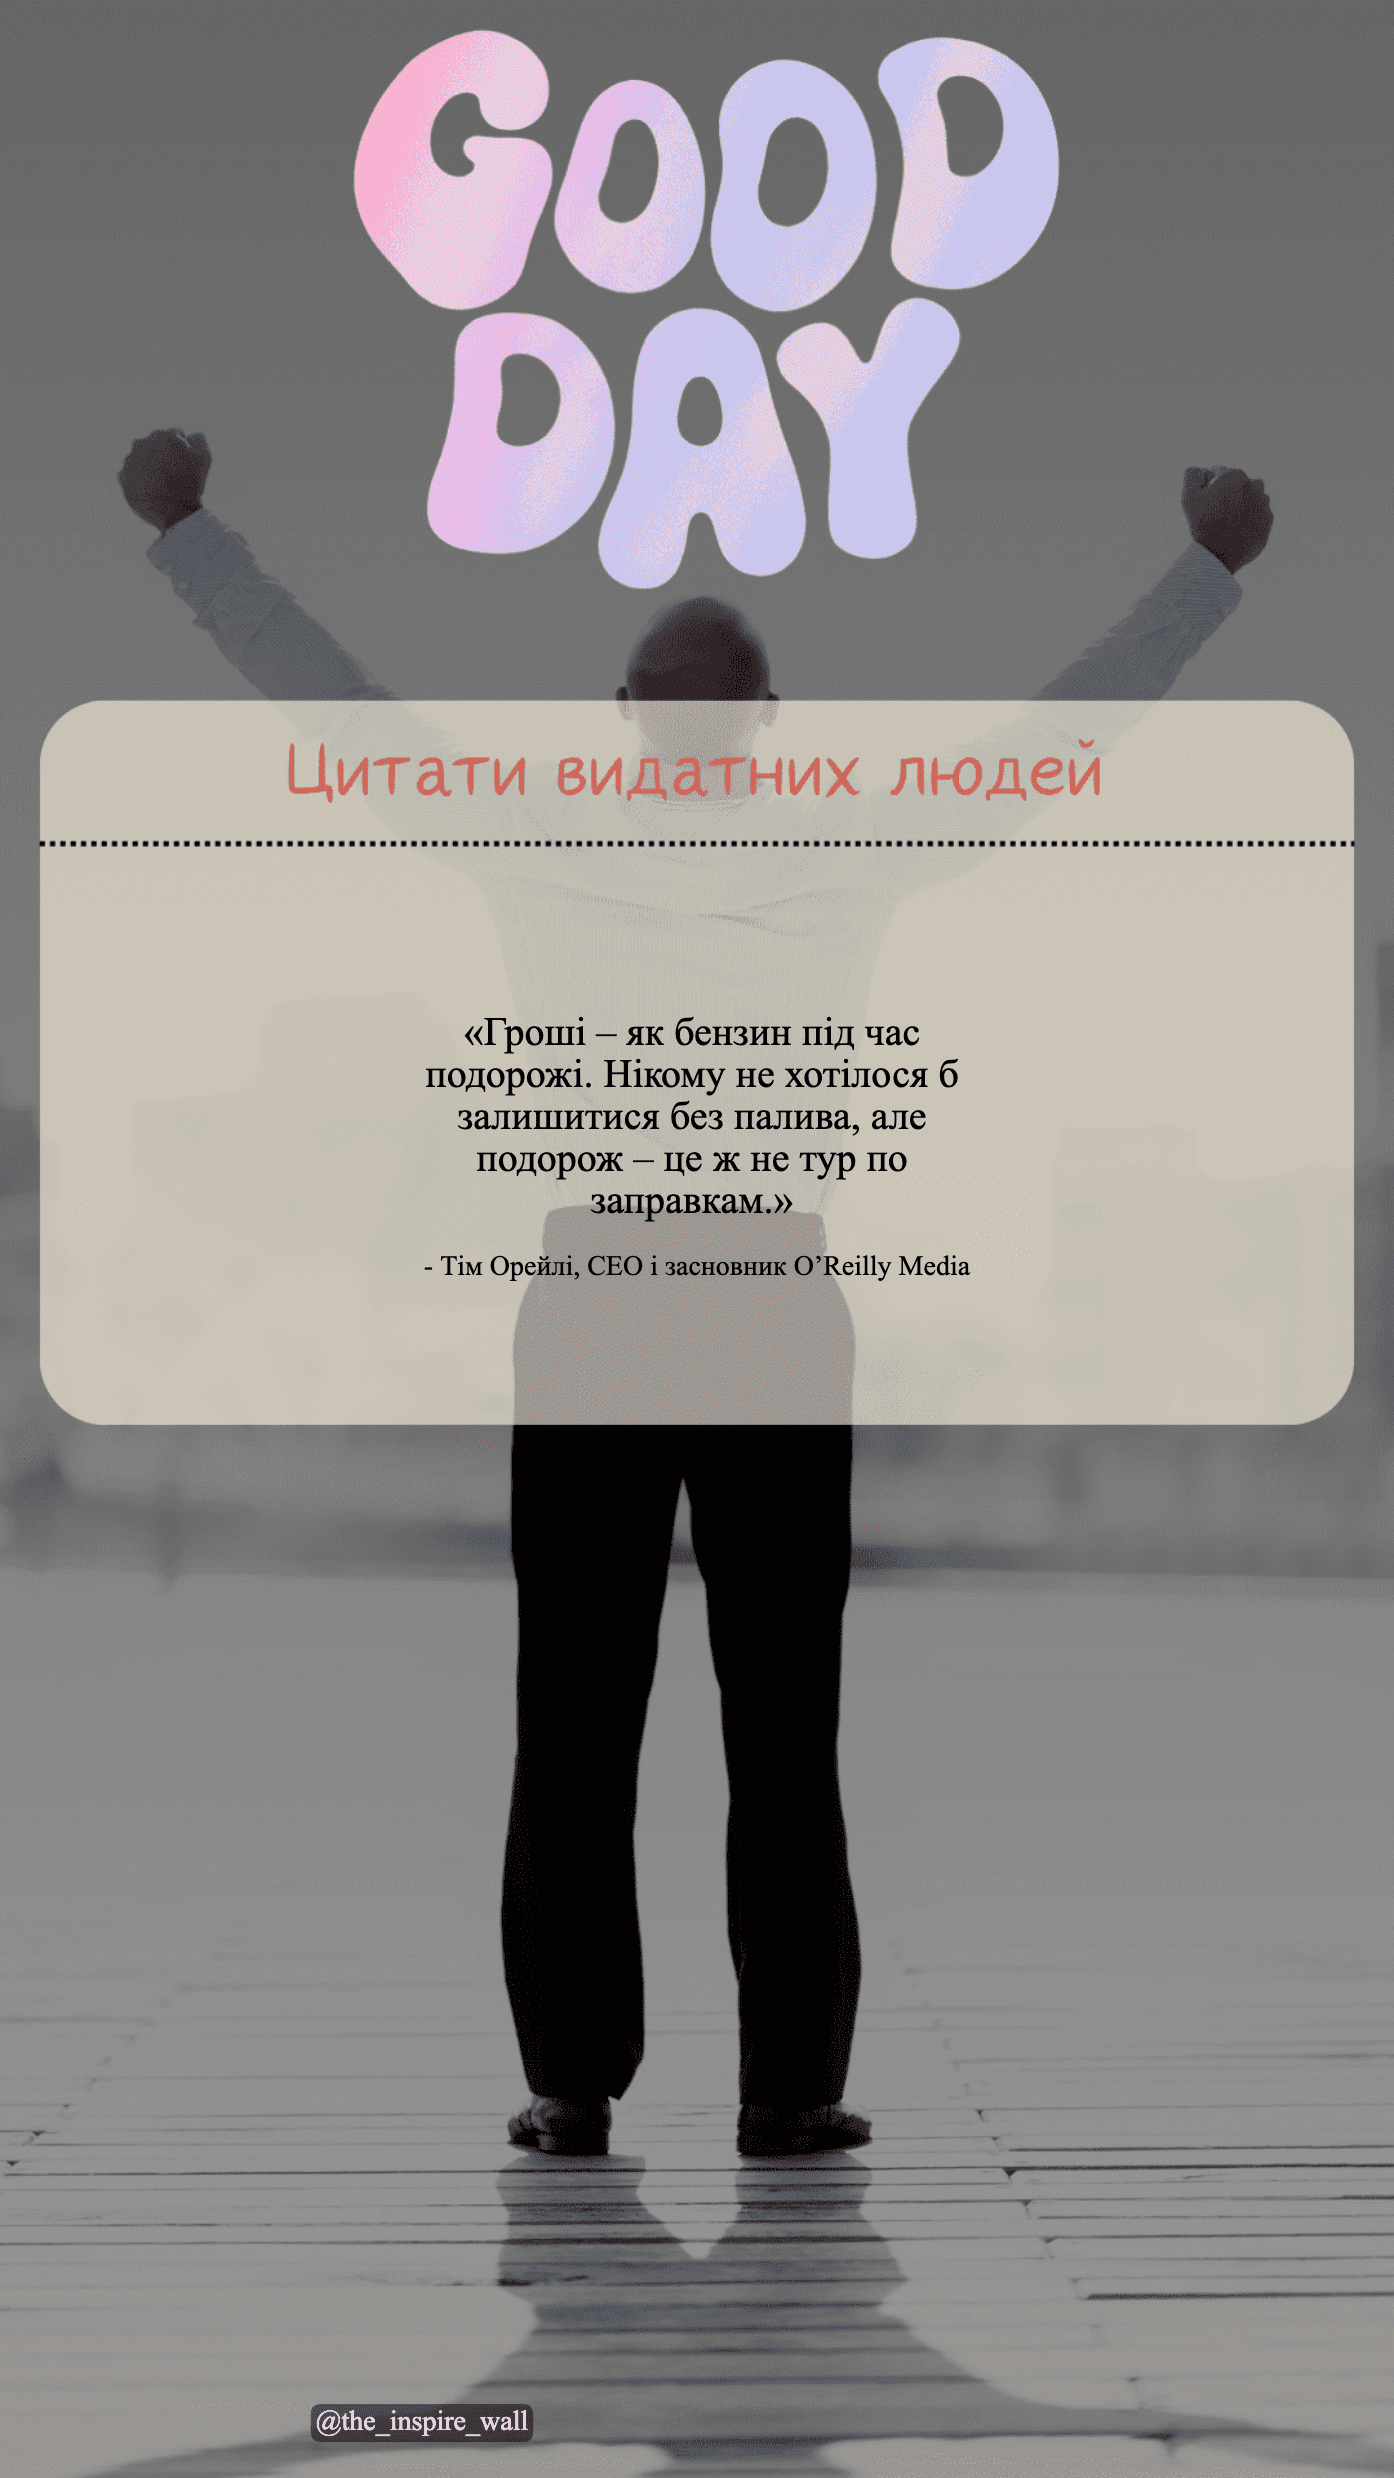 GOOD
DAY
Цитати видатних людей
«Гроші – як бензин під час
подорожі. Нікому не хотілося б
залишитися без палива, але
подорож – це ж не тур по
заправкам.»
- Тім Орейлі, CEO і засновник O’Reilly Media
@the_inspire_wall